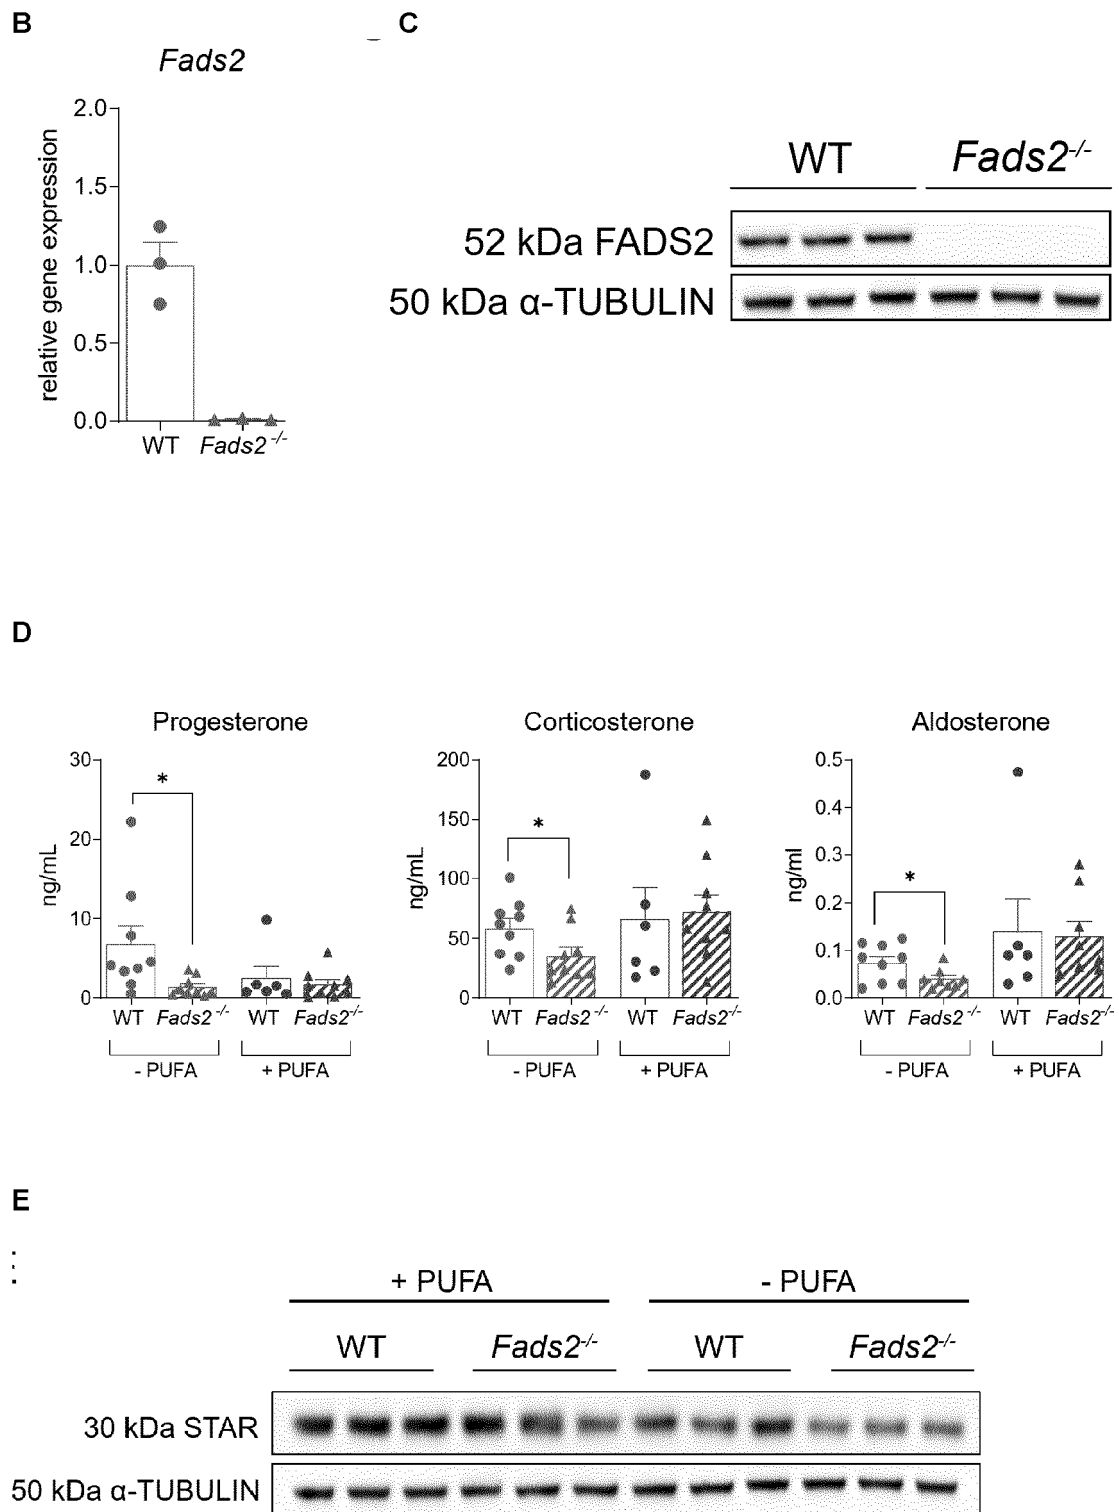 B
C
Fads2
2.0
1.5
1.0
0.5
0.0
relative gene expression
WT Fads2 -/-
WT Fads2-/-
52 kDa FADS2
50 kDa α-TUBULIN
D
Progesterone
30
20
10
0
ng/mL
*
WT Fads2-/- WT Fads2-/-
- PUFA + PUFA
Corticosterone
200
150
100
50
0
ng/mL
*
WT Fads2-/- WT Fads2-/-
- PUFA + PUFA
Aldosterone
0.5
0.4
0.3
0.2
0.1
0.0
ng/ml
*
WT Fads2-/- WT Fads2-/-
- PUFA + PUFA
E
+ PUFA - PUFA
WT Fads2-/- WT Fads2-/-
30 kDa STAR
50 kDa α-TUBULIN